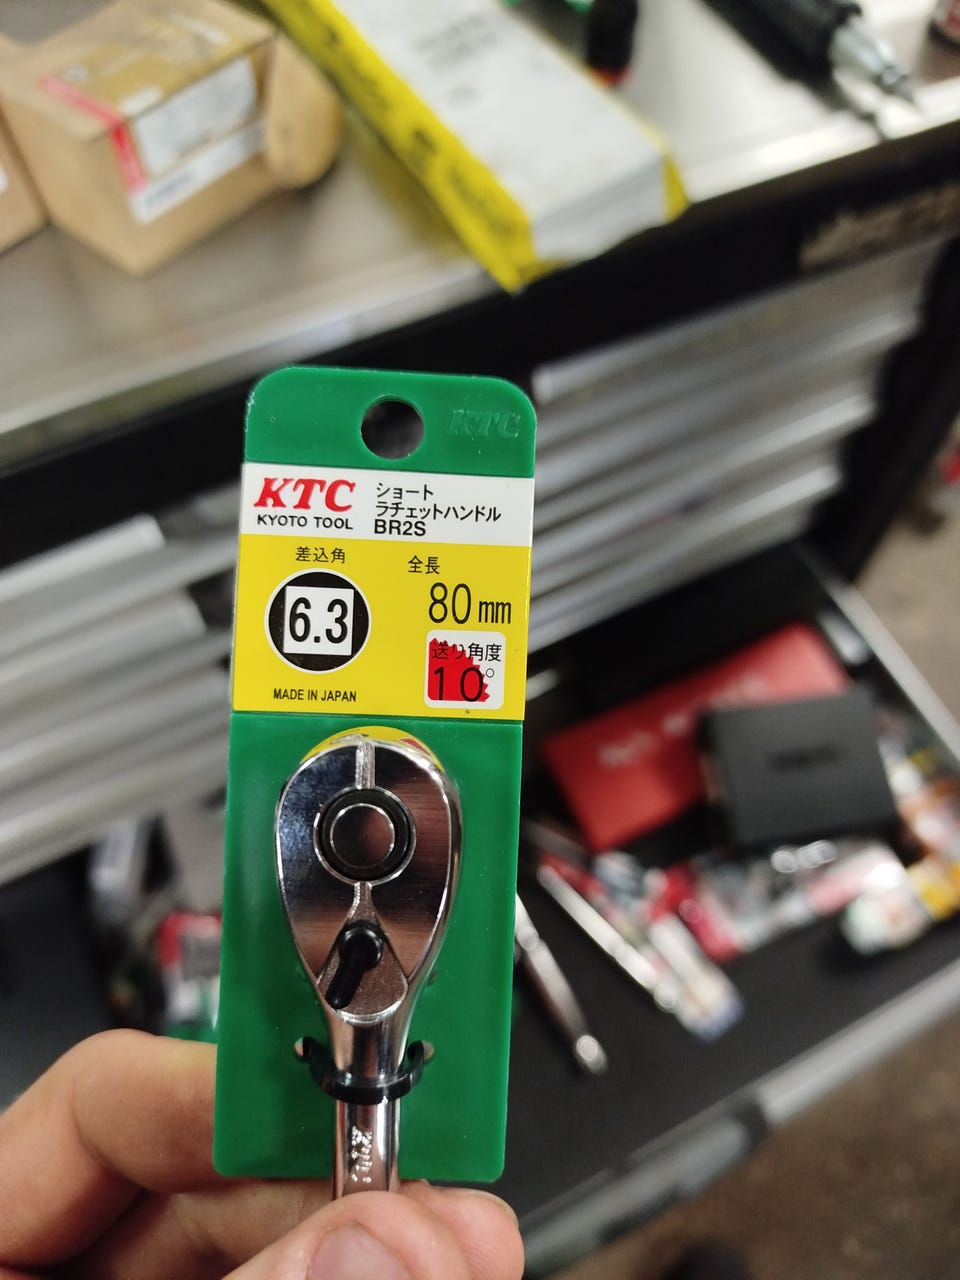 KTC
KTC
KYOTO TOOL
ショート
ラチェットハンドル
BR2S
差込角
6.3
全長
80mm
送り角度
10°
MADE IN JAPAN